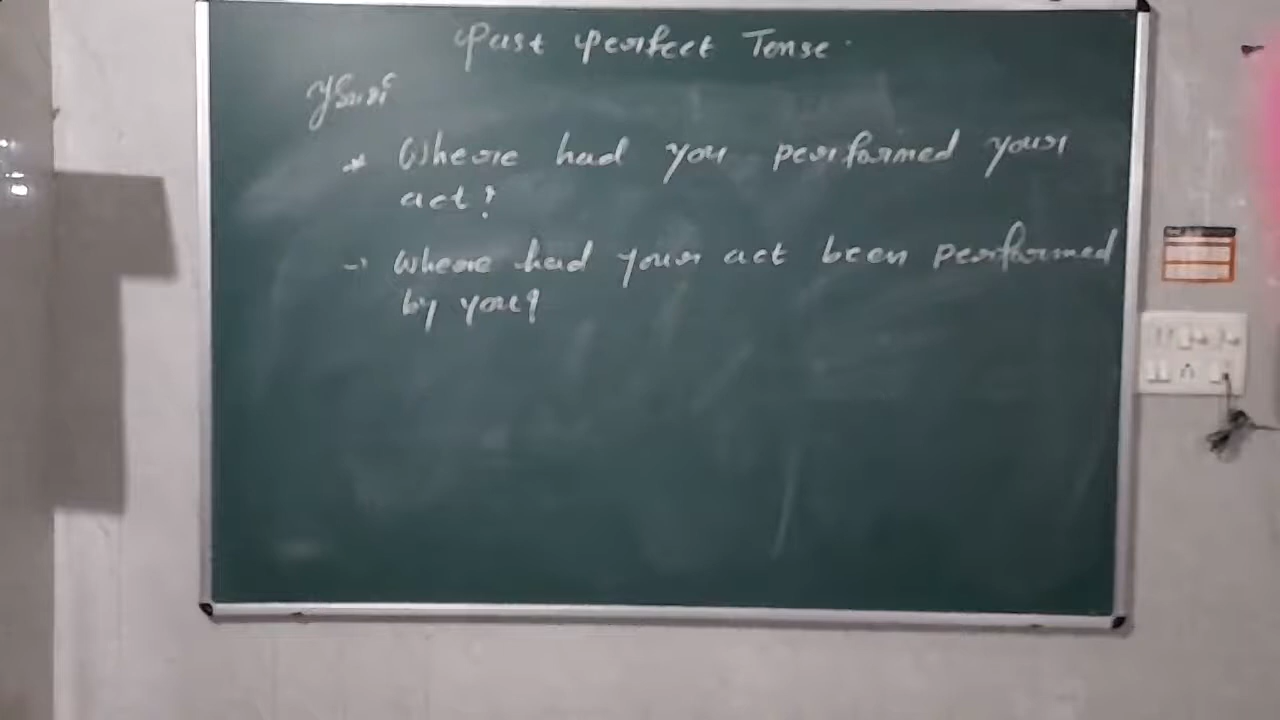 Past Perfect Tense.
* Where had you performed your
act?
→ Where had your act been performed
by you?